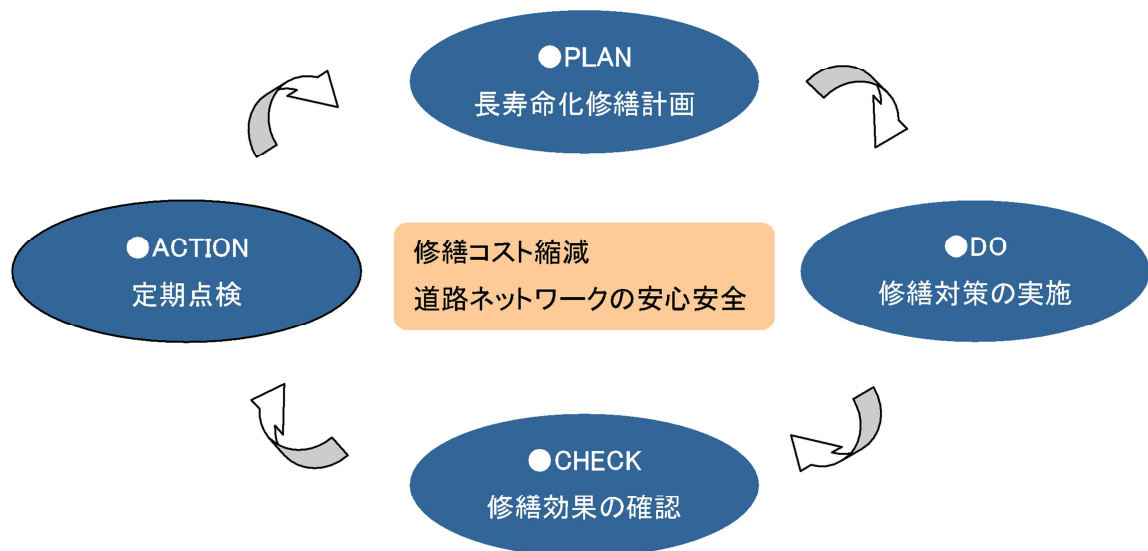 ●PLAN
長寿命化修繕計画
●ACTION
定期点検
修繕コスト縮減
道路ネットワークの安心安全
●DO
修繕対策の実施
●CHECK
修繕効果の確認